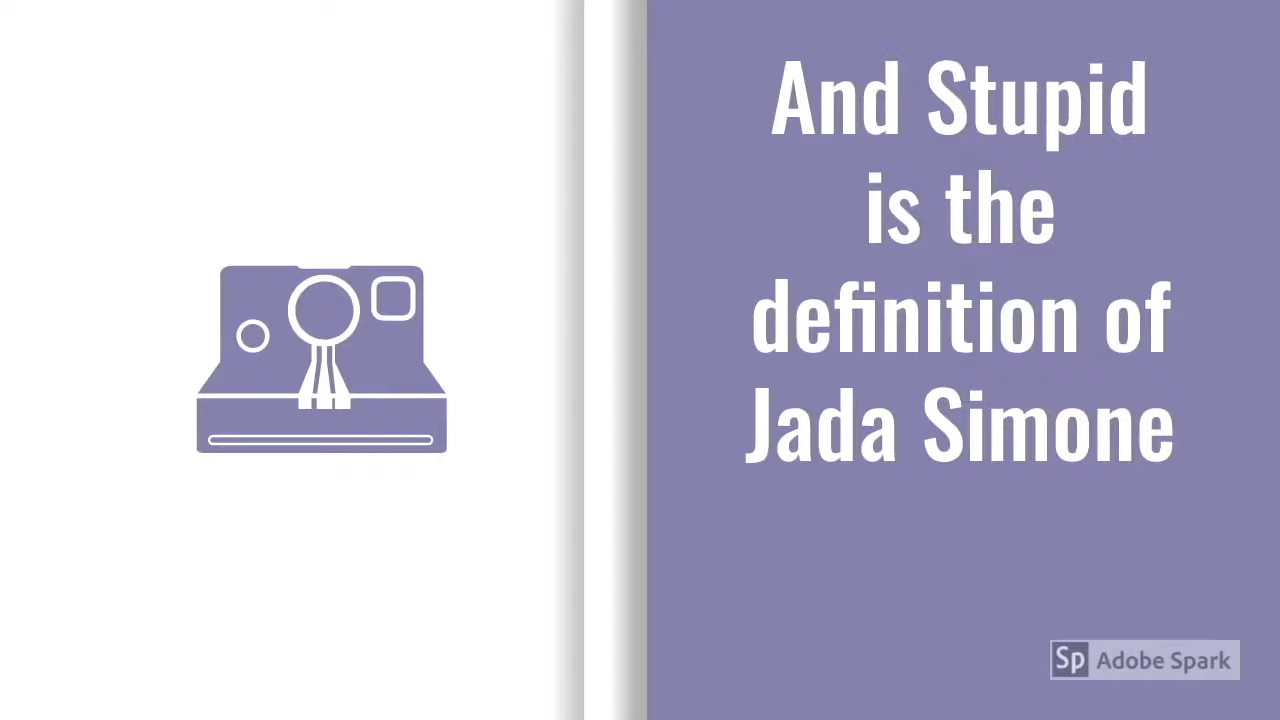 And Stupid
is the
definition of
Jada Simone
Sp Adobe Spark